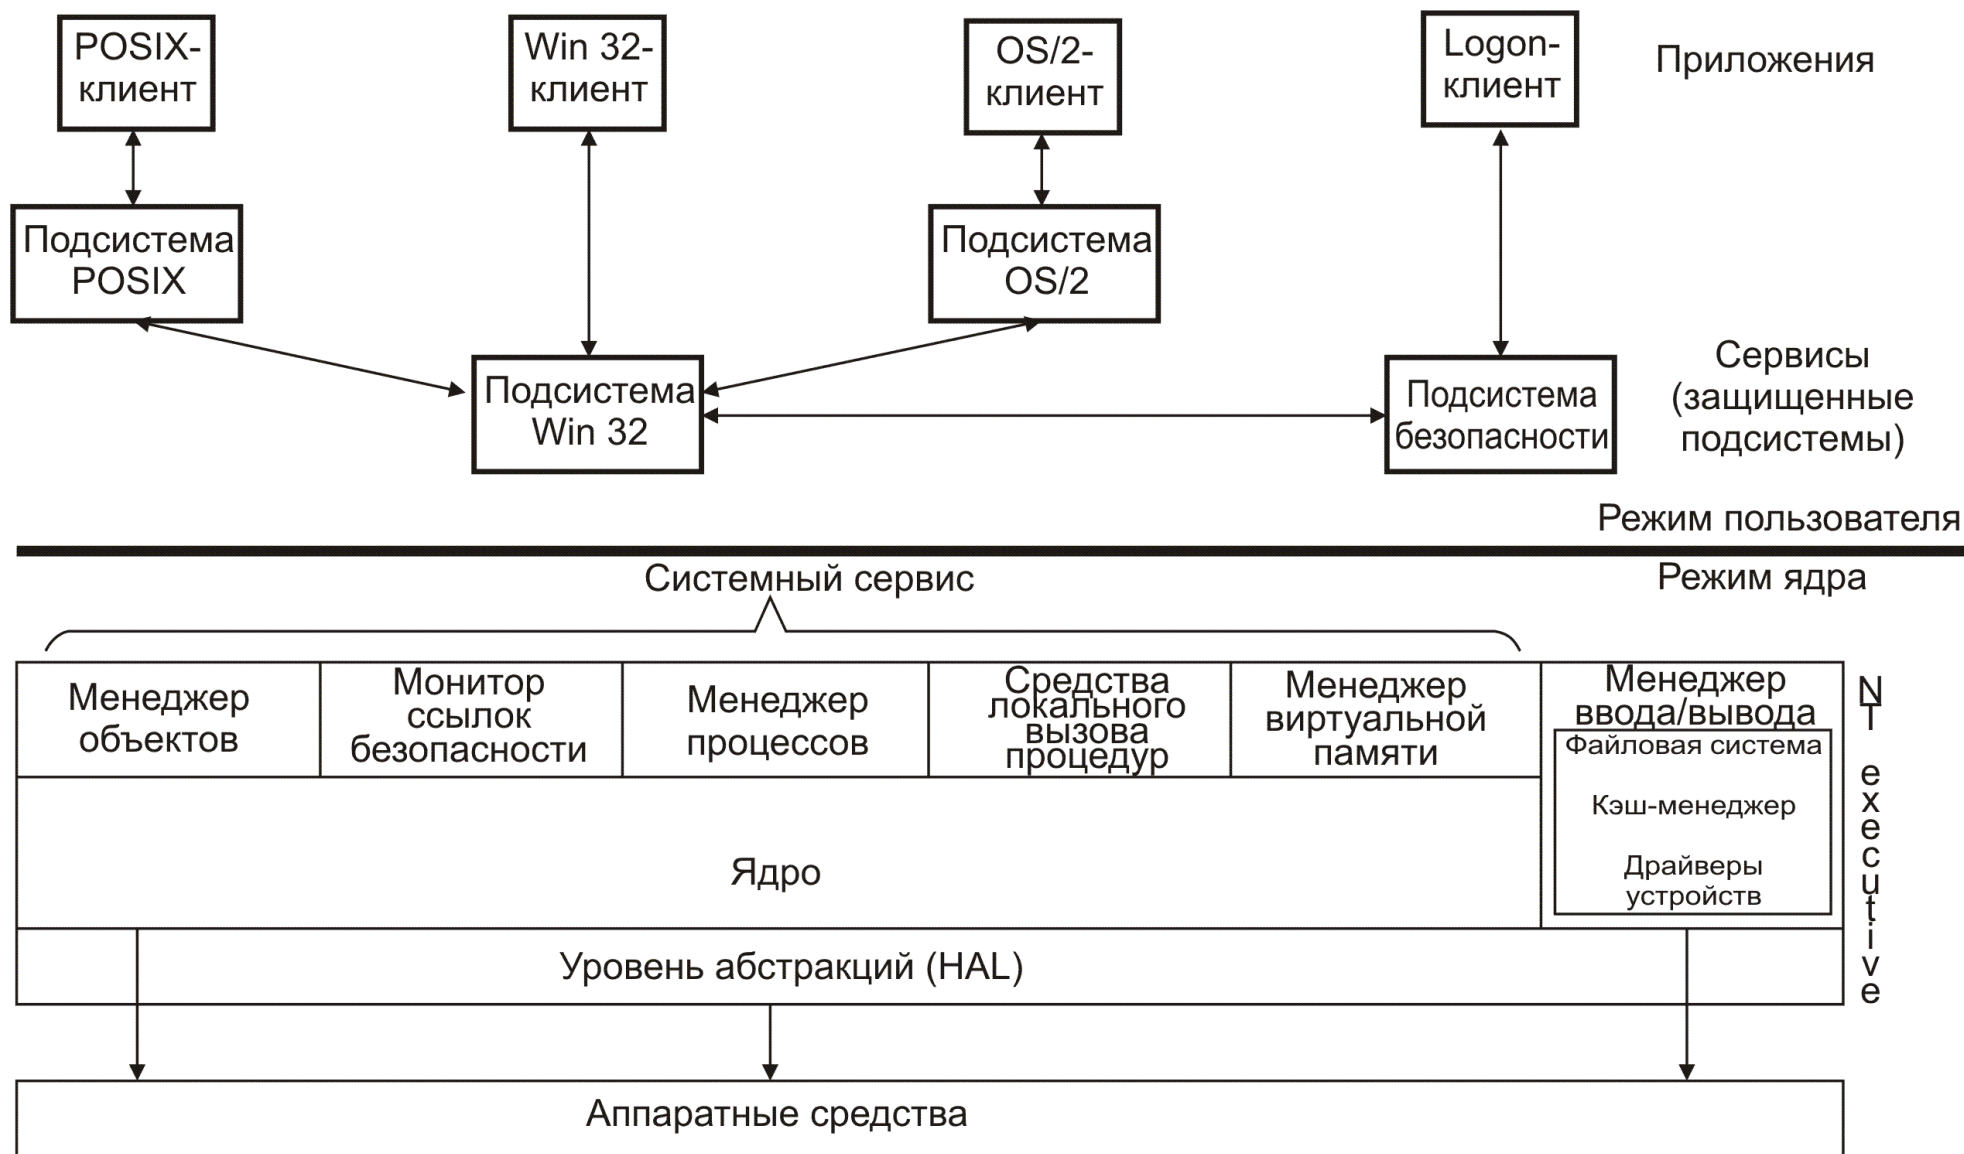 POSIX-
клиент
Win 32-
клиент
OS/2-
клиент
Logon-
клиент
Приложения
Подсистема
POSIX
Подсистема
OS/2
Подсистема
Win 32
Подсистема
безопасности
Сервисы
(защищенные
подсистемы)
Режим пользователя
Системный сервис
Режим ядра
Менеджер
объектов
Монитор
ссылок
безопасности
Менеджер
процессов
Средства
локального
вызова
процедур
Менеджер
виртуальной
памяти
Менеджер
ввода/вывода
Файловая система
Кэш-менеджер
Драйверы
устройств
NT executive
Ядро
Уровень абстракций (HAL)
Аппаратные средства